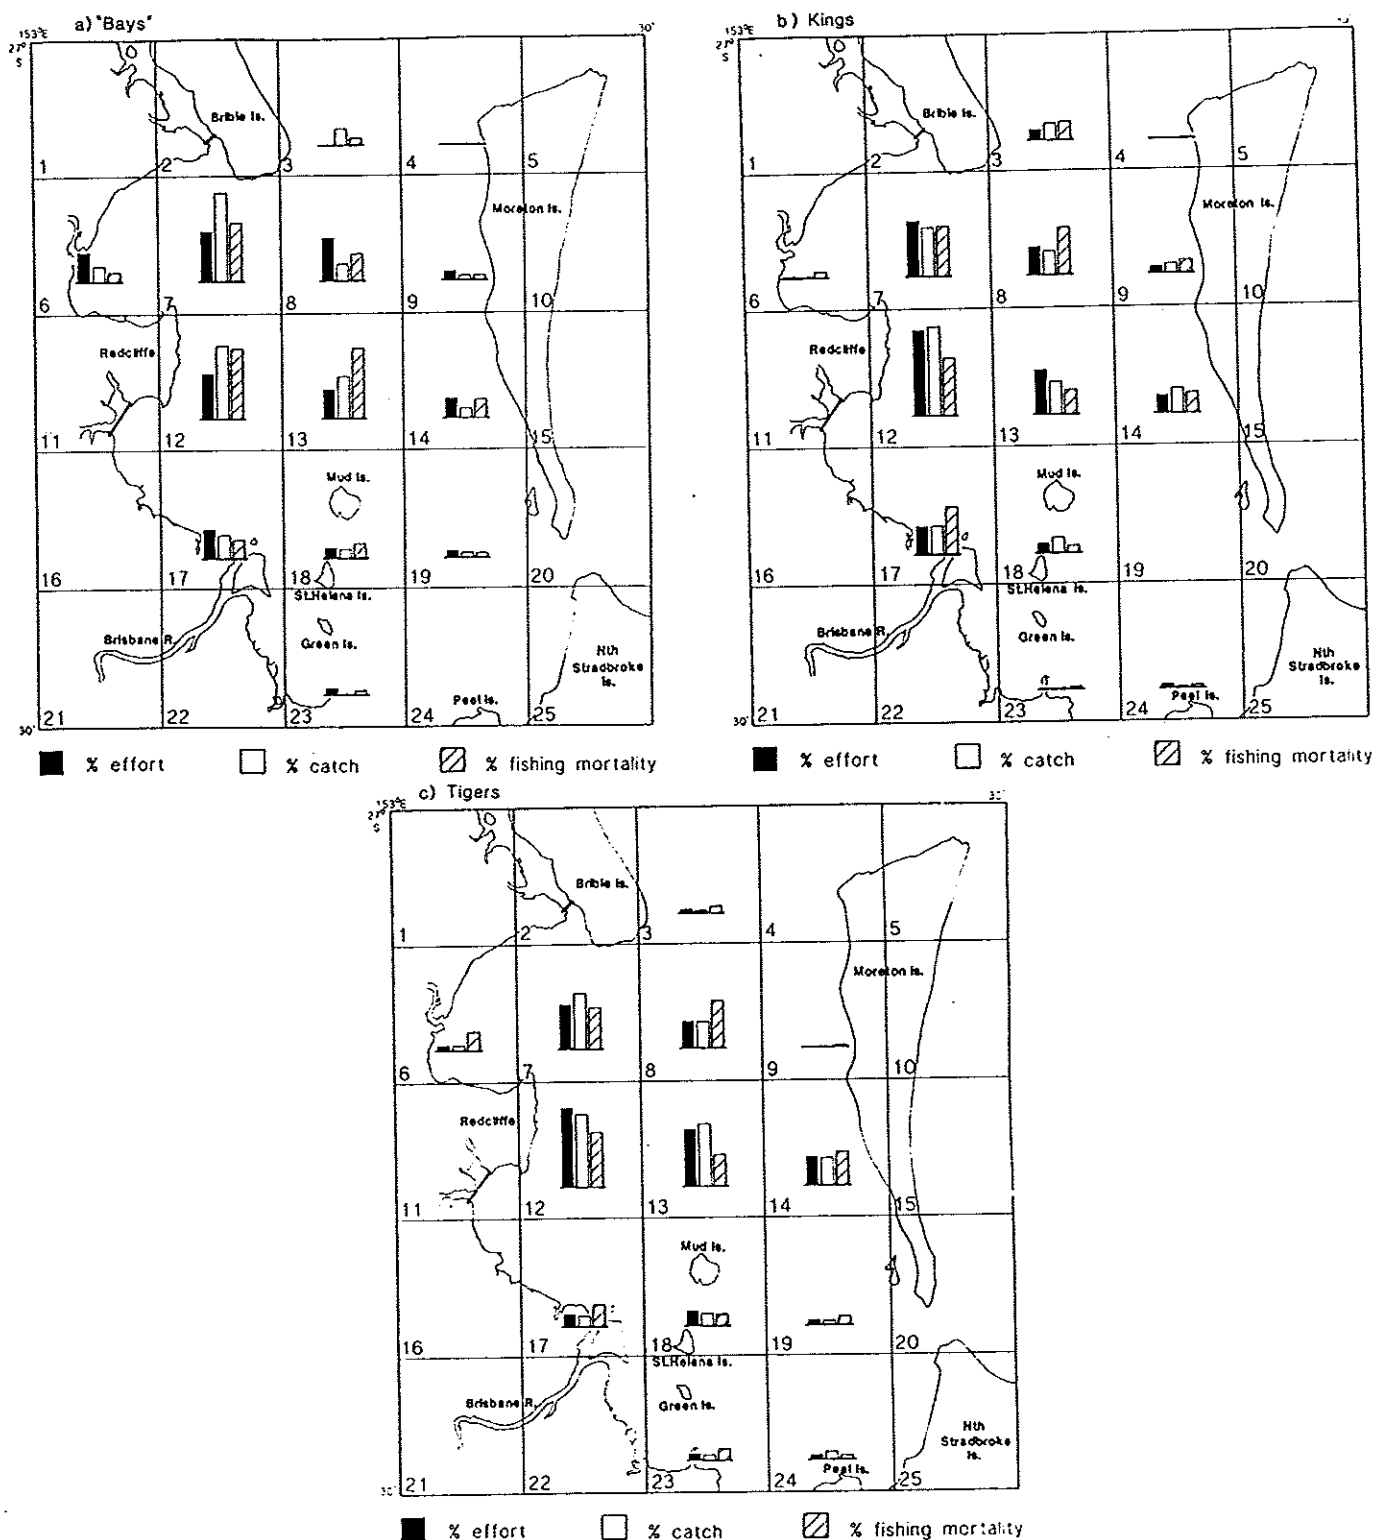 a) "Bays"
153°E
30'
27°
S
Bribie Is.
1 2 3 4 5
Moreton Is.
6 7 8 9 10
Redcliffe
11 12 13 14 15
Mud Is.
16 17 18 19 20
St.Helena Is.
Brisbane R.
Green Is.
Nth
Stradbroke
Is.
Peel Is.
30'
21 22 23 24 25
% effort % catch % fishing mortality
b) Kings
153°E
27°
S
Bribie Is.
1 2 3 4 5
Moreton Is.
6 7 8 9 10
Redcliffe
11 12 13 14 15
Mud Is.
16 17 18 19 20
St.Helena Is.
Brisbane R.
Green Is.
Nth
Stradbroke
Is.
Peel Is.
30'
21 22 23 24 25
% effort % catch % fishing mortality
c) Tigers
153°E
30'
27°
S
Bribie Is.
1 2 3 4 5
Moreton Is.
6 7 8 9 10
Redcliffe
11 12 13 14 15
Mud Is.
16 17 18 19 20
St.Helena Is.
Brisbane R.
Green Is.
Nth
Stradbroke
Is.
Peel Is.
30'
21 22 23 24 25
% effort % catch % fishing mortality